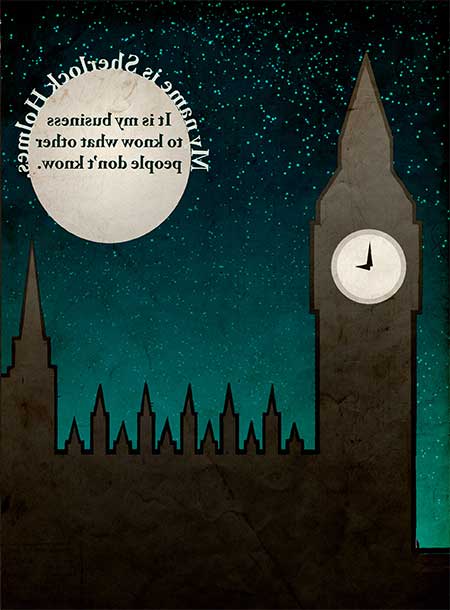 My name is Sherlock Holmes
It is my business
to know what other
people don't know.